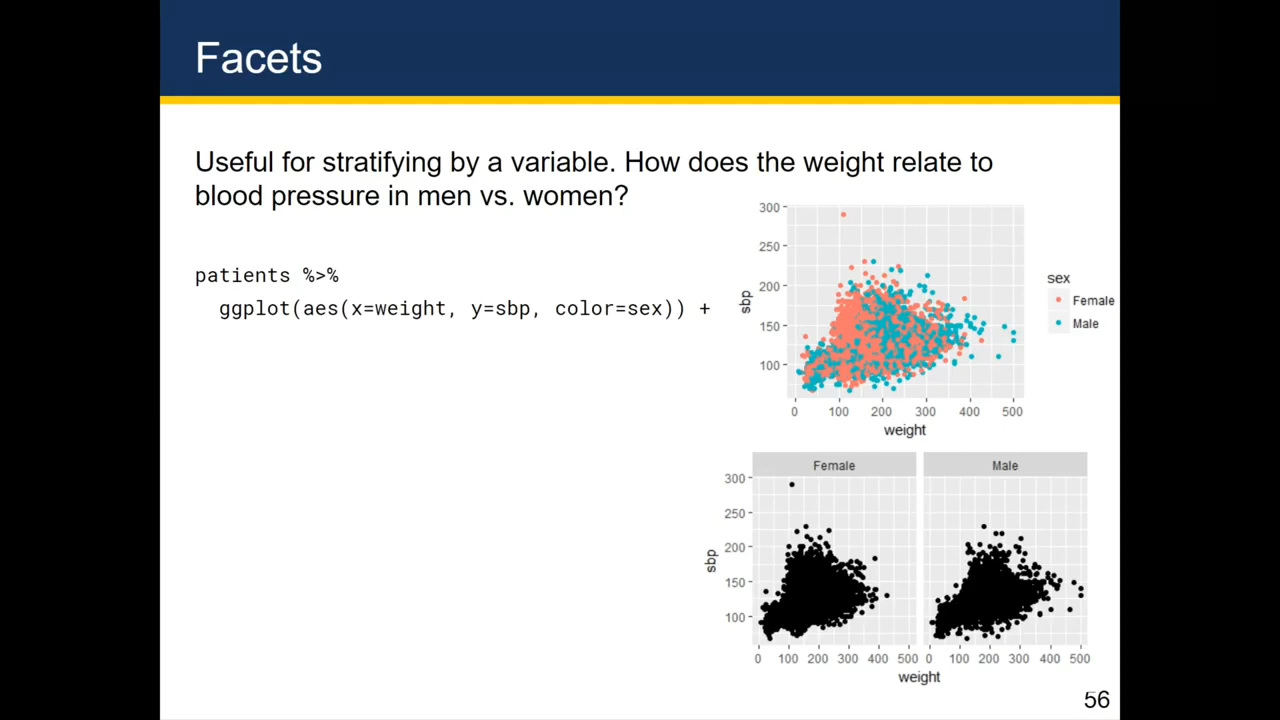 Facets
Useful for stratifying by a variable. How does the weight relate to
blood pressure in men vs. women?
patients %>%
ggplot(aes(x=weight, y=sbp, color=sex)) +
300
250
200
150
100
sbp
0 100 200 300 400 500
weight
sex
Female
Male
Female Male
300
250
200
150
100
sbp
0 100 200 300 400 500 0 100 200 300 400 500
weight
56